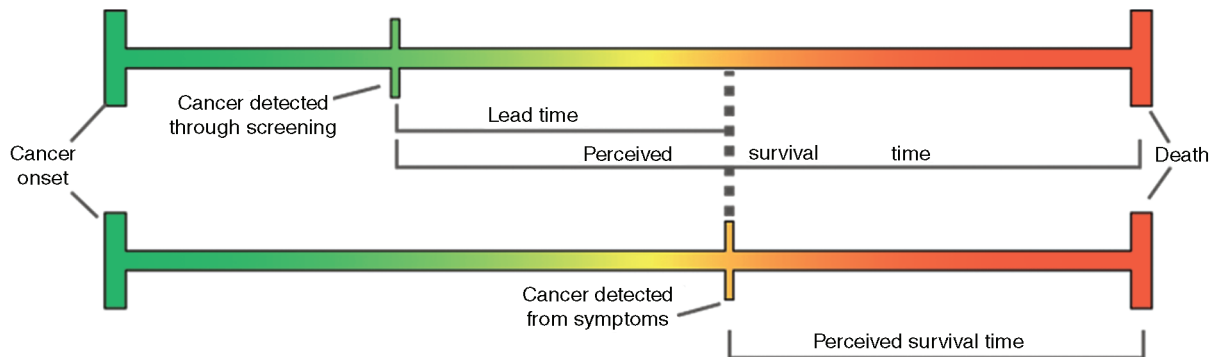 Cancer detected
through screening
Lead time
Cancer
onset
Perceived survival time
Death
Cancer detected
from symptoms
Perceived survival time